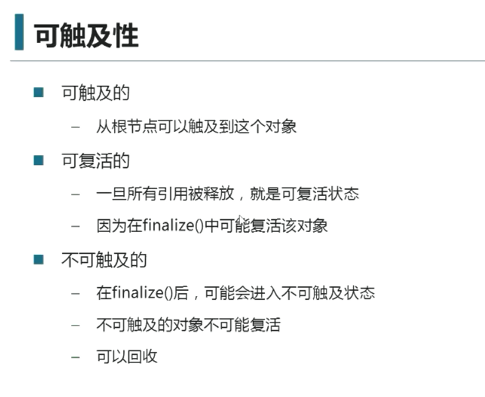 可触及性
可触及的
– 从根节点可以触及到这个对象
可复活的
– 一旦所有引用被释放，就是可复活状态
– 因为在finalize()中可能复活该对象
不可触及的
– 在finalize()后，可能会进入不可触及状态
– 不可触及的对象不可能复活
– 可以回收